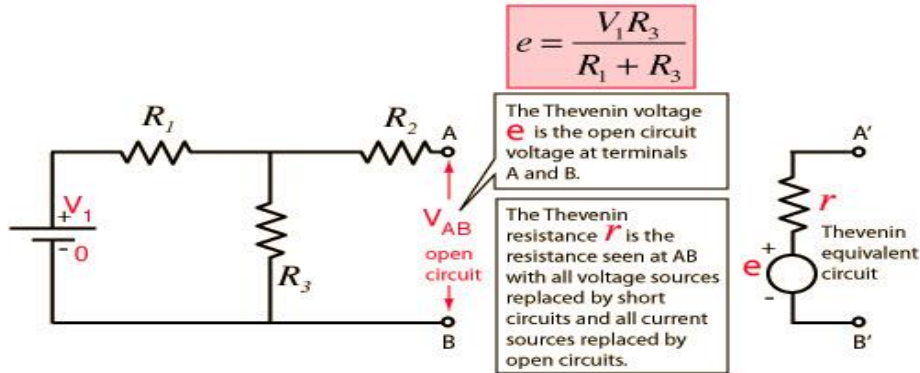 e = V₁R₃ / R₁ + R₃
The Thevenin voltage
e is the open circuit
voltage at terminals
A and B.
R₁
R₂
A
V₁
+
- 0
R₃
V_AB
open
circuit
B
The Thevenin
resistance r is the
resistance seen at AB
with all voltage sources
replaced by short
circuits and all current
sources replaced by
open circuits.
A'
r
Thevenin
equivalent
circuit
+
e
-
B'